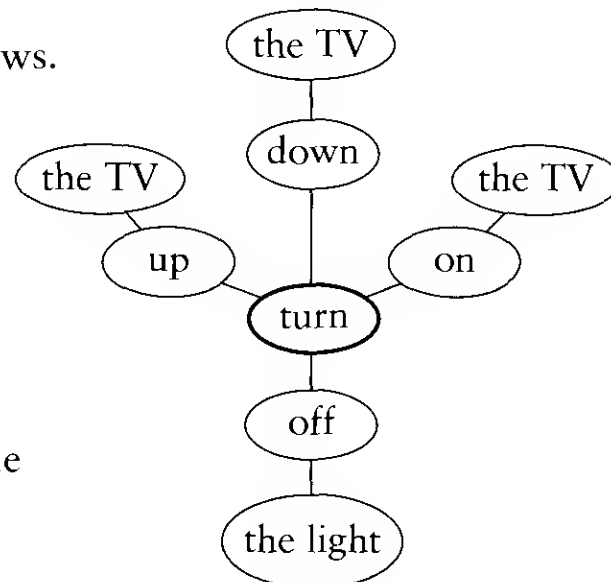 the TV
ws.
down
the TV
the TV
up
on
turn
off
e
the light